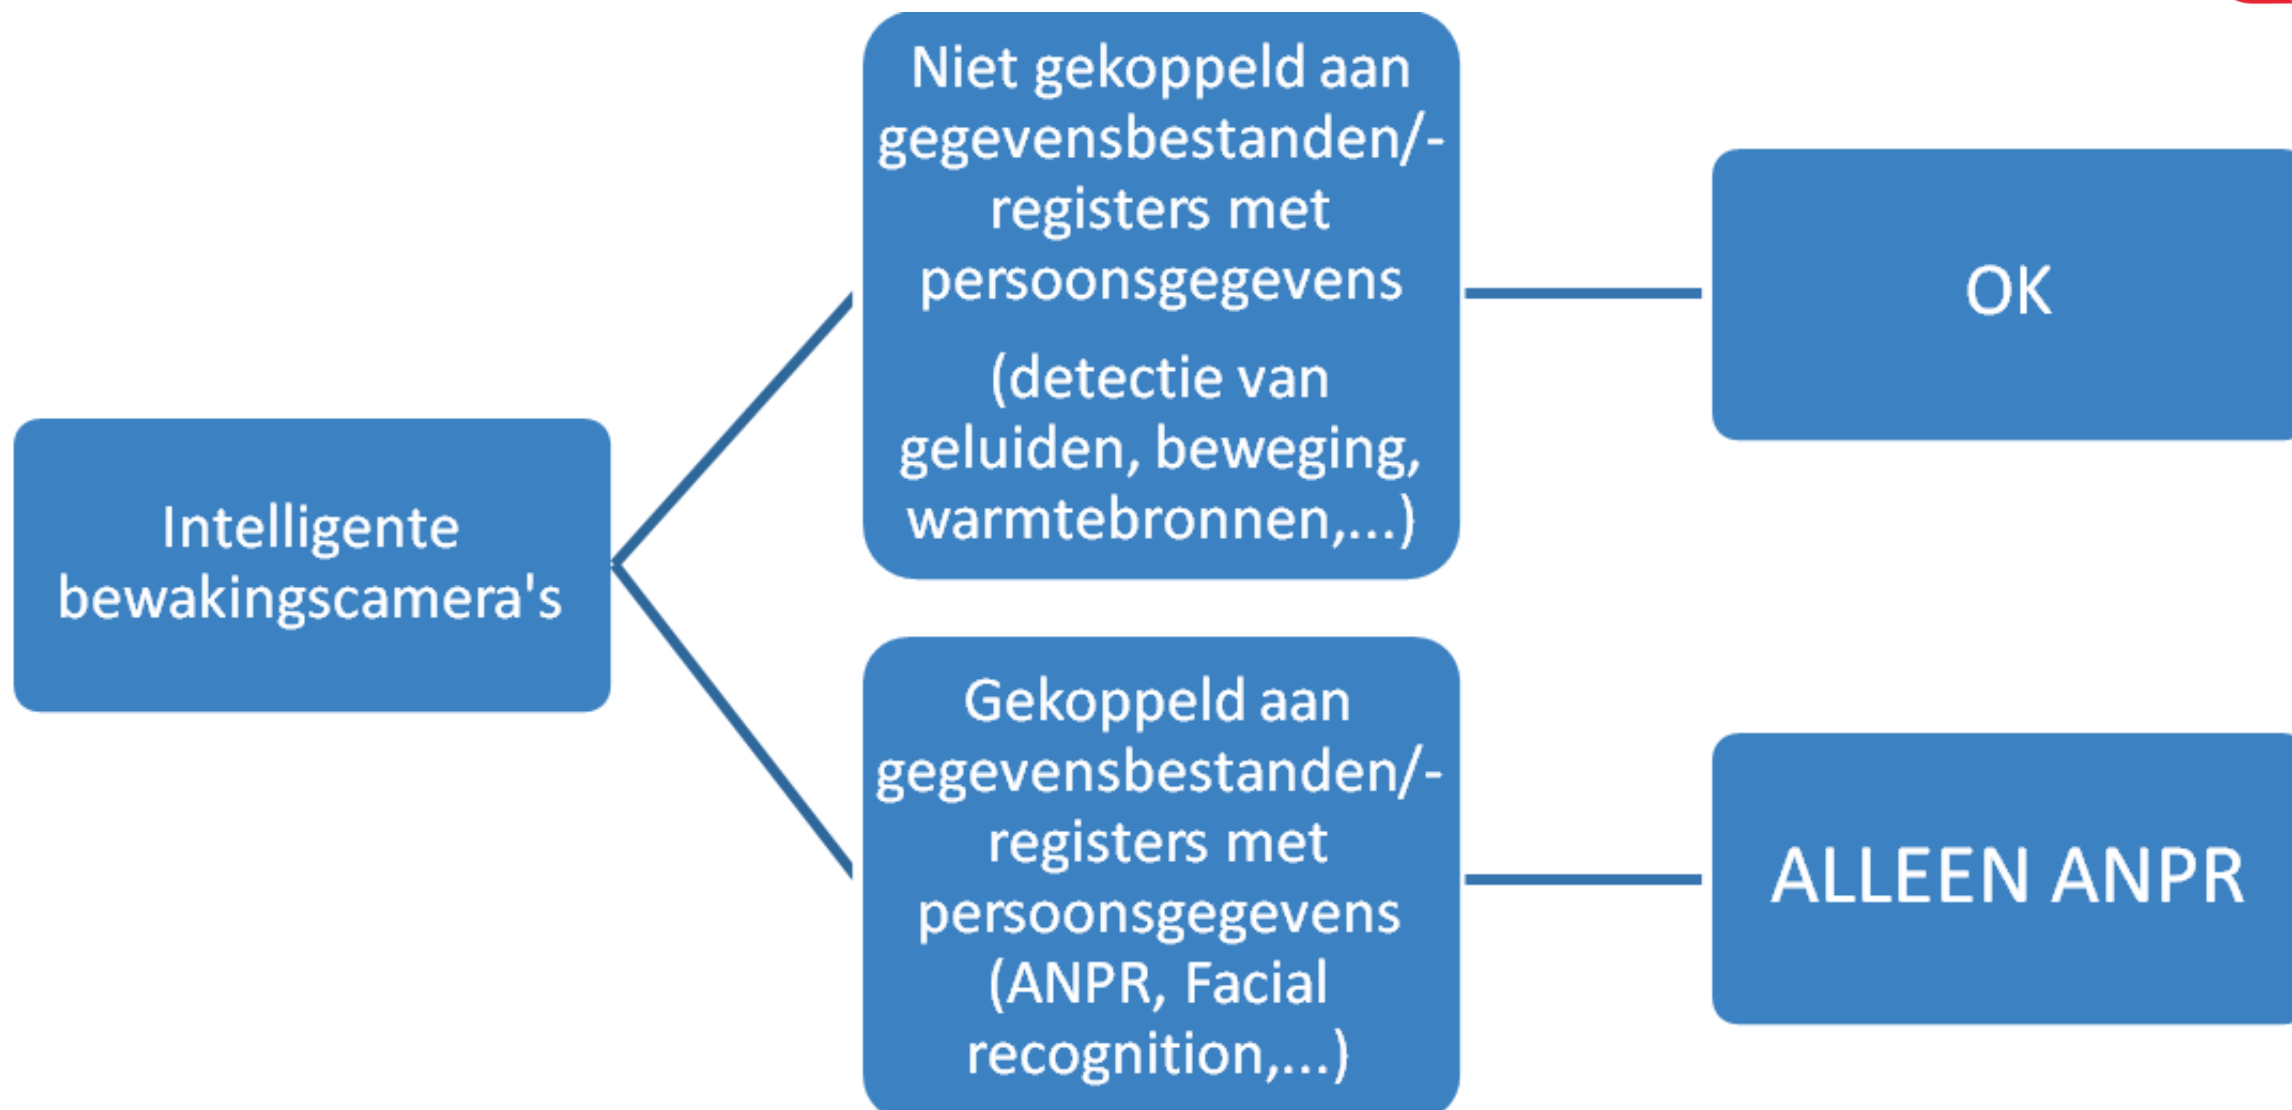 Intelligente
bewakingscamera's
Niet gekoppeld aan
gegevensbestanden/-
registers met
persoonsgegevens
(detectie van
geluiden, beweging,
warmtebronnen,...)
OK
Gekoppeld aan
gegevensbestanden/-
registers met
persoonsgegevens
(ANPR, Facial
recognition,...)
ALLEEN ANPR